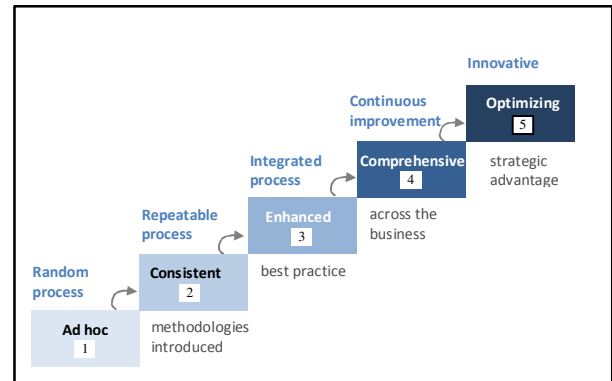 Innovative
Optimizing
5
strategic
advantage
Continuous
improvement
Comprehensive
4
across the
business
Integrated
process
Enhanced
3
best practice
Repeatable
process
Consistent
2
methodologies
introduced
Random
process
Ad hoc
1